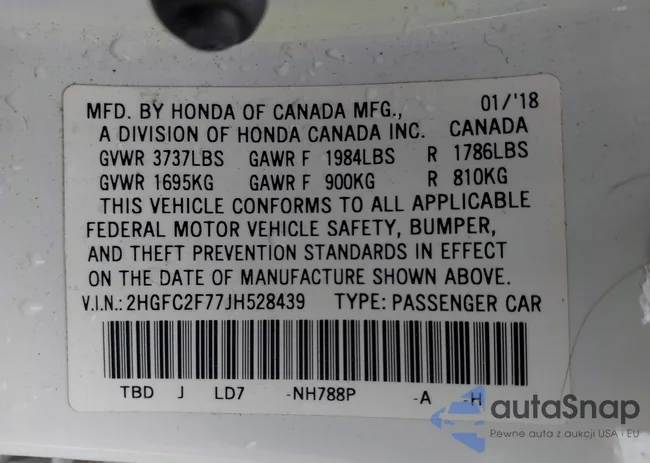 MFD. BY HONDA OF CANADA MFG., 01/'18
A DIVISION OF HONDA CANADA INC. CANADA
GVWR 3737LBS GAWR F 1984LBS R 1786LBS
GVWR 1695KG GAWR F 900KG R 810KG
THIS VEHICLE CONFORMS TO ALL APPLICABLE
FEDERAL MOTOR VEHICLE SAFETY, BUMPER,
AND THEFT PREVENTION STANDARDS IN EFFECT
ON THE DATE OF MANUFACTURE SHOWN ABOVE.
V.I.N.: 2HGFC2F77JH528439 TYPE: PASSENGER CAR
TBD J LD7 -NH788P -A -H
autaSnap
Pewne auta z aukcji USA i EU